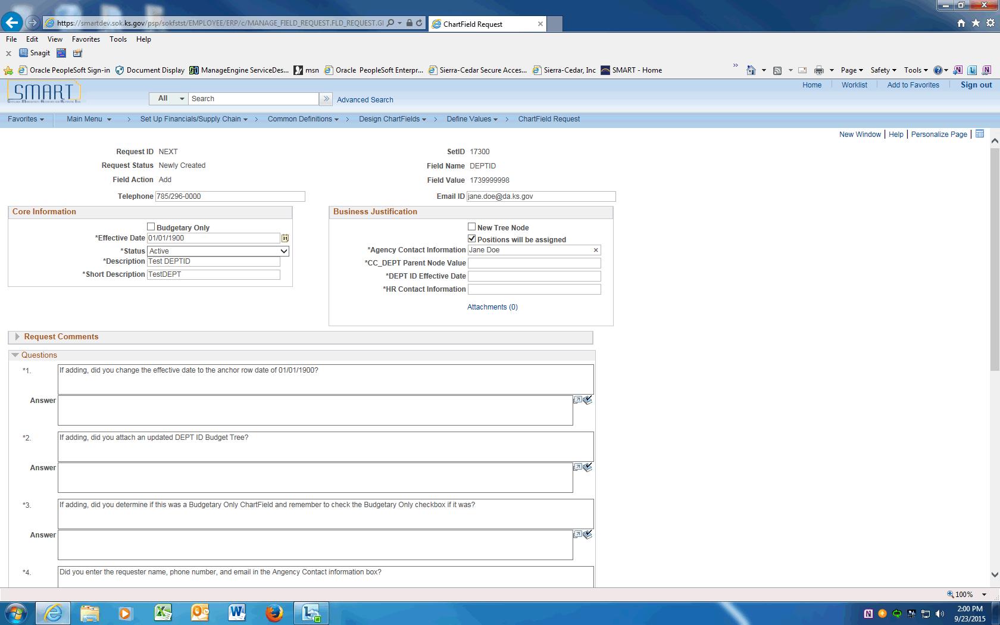 https://smartdev.sok.ks.gov/psp/sokfstst/EMPLOYEE/ERP/c/MANAGE_FIELD_REQUEST.FLD_REQUEST.GI
ChartField Request
File Edit View Favorites Tools Help
x Snagit
Oracle PeopleSoft Sign-in Document Display ManageEngine ServiceDes... msn Oracle PeopleSoft Enterpr... Sierra-Cedar Secure Acces... Sierra-Cedar, Inc SMART - Home » Page Safety Tools
SMART
Home Worklist Add to Favorites Sign out
All Search » Advanced Search
Favorites Main Menu > Set Up Financials/Supply Chain > Common Definitions > Design ChartFields > Define Values > ChartField Request
New Window | Help | Personalize Page |
Request ID NEXT SetID 17300
Request Status Newly Created Field Name DEPTID
Field Action Add Field Value 1739999998
Telephone 785/296-0000 Email ID jane.doe@da.ks.gov
Core Information
Budgetary Only
*Effective Date 01/01/1900 31
*Status Active
*Description Test DEPTID
*Short Description TestDEPT
Business Justification
New Tree Node
Positions will be assigned
*Agency Contact Information Jane Doe ×
*CC_DEPT Parent Node Value
*DEPT ID Effective Date
*HR Contact Information
Attachments (0)
Request Comments
Questions
*1. If adding, did you change the effective date to the anchor row date of 01/01/1900?
Answer
*2. If adding, did you attach an updated DEPT ID Budget Tree?
Answer
*3. If adding, did you determine if this was a Budgetary Only ChartField and remember to check the Budgetary Only checkbox if it was?
Answer
*4. Did you enter the requester name, phone number, and email in the Angency Contact information box?
100%
2:00 PM
9/23/2015